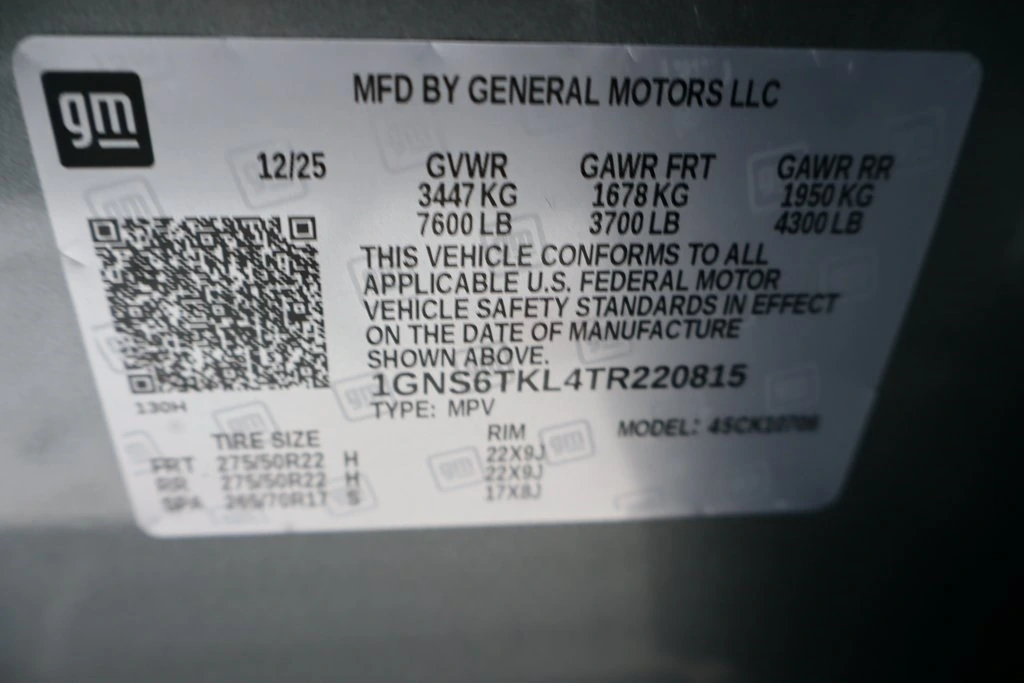 gm
MFD BY GENERAL MOTORS LLC
12/25 GVWR GAWR FRT GAWR RR
3447 KG 1678 KG 1950 KG
7600 LB 3700 LB 4300 LB
THIS VEHICLE CONFORMS TO ALL
APPLICABLE U.S. FEDERAL MOTOR
VEHICLE SAFETY STANDARDS IN EFFECT
ON THE DATE OF MANUFACTURE
SHOWN ABOVE.
1GNS6TKL4TR220815
130H
TYPE: MPV
TIRE SIZE RIM MODEL:
FRT 275/50R22 H 22X9J
RR 275/50R22 H 22X9J
SPA 265/70R17 S 17X8J